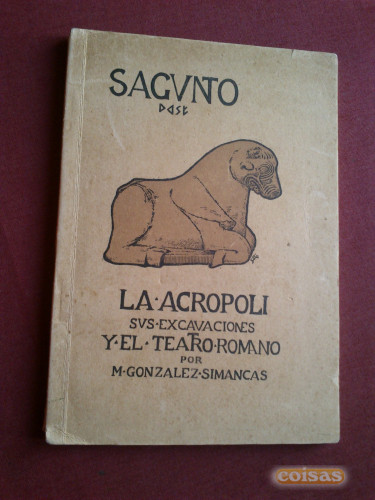 SAGVNTO
LA·ACROPOLI
SVS·EXCAVACIONES
Y·EL·TEATRO·ROMANO
POR
M·GONZALEZ·SIMANCAS
coisas